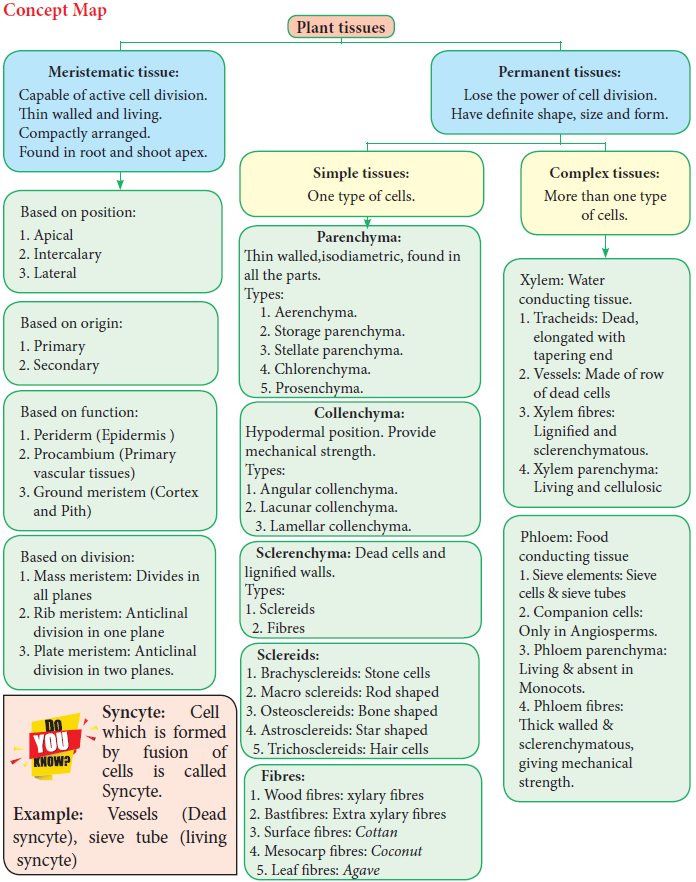 Concept Map
Plant tissues
Meristematic tissue:
Capable of active cell division.
Thin walled and living.
Compactly arranged.
Found in root and shoot apex.
Permanent tissues:
Lose the power of cell division.
Have definite shape, size and form.
Based on position:
1. Apical
2. Intercalary
3. Lateral
Based on origin:
1. Primary
2. Secondary
Based on function:
1. Periderm (Epidermis )
2. Procambium (Primary
vascular tissues)
3. Ground meristem (Cortex
and Pith)
Based on division:
1. Mass meristem: Divides in
all planes
2. Rib meristem: Anticlinal
division in one plane
3. Plate meristem: Anticlinal
division in two planes.
DO
YOU
KNOW?
Syncyte: Cell
which is formed
by fusion of
cells is called
Syncyte.
Example: Vessels (Dead
syncyte), sieve tube (living
syncyte)
Simple tissues:
One type of cells.
Parenchyma:
Thin walled,isodiametric, found in
all the parts.
Types:
1. Aerenchyma.
2. Storage parenchyma.
3. Stellate parenchyma.
4. Chlorenchyma.
5. Prosenchyma.
Collenchyma:
Hypodermal position. Provide
mechanical strength.
Types:
1. Angular collenchyma.
2. Lacunar collenchyma.
3. Lamellar collenchyma.
Sclerenchyma: Dead cells and
lignified walls.
Types:
1. Sclereids
2. Fibres
Sclereids:
1. Brachysclereids: Stone cells
2. Macro sclereids: Rod shaped
3. Osteosclereids: Bone shaped
4. Astrosclereids: Star shaped
5. Trichosclereids: Hair cells
Fibres:
1. Wood fibres: xylary fibres
2. Bastfibres: Extra xylary fibres
3. Surface fibres: Cottan
4. Mesocarp fibres: Coconut
5. Leaf fibres: Agave
Complex tissues:
More than one type
of cells.
Xylem: Water
conducting tissue.
1. Tracheids: Dead,
elongated with
tapering end
2. Vessels: Made of row
of dead cells
3. Xylem fibres:
Lignified and
sclerenchymatous.
4. Xylem parenchyma:
Living and cellulosic
Phloem: Food
conducting tissue
1. Sieve elements: Sieve
cells & sieve tubes
2. Companion cells:
Only in Angiosperms.
3. Phloem parenchyma:
Living & absent in
Monocots.
4. Phloem fibres:
Thick walled &
sclerenchymatous,
giving mechanical
strength.